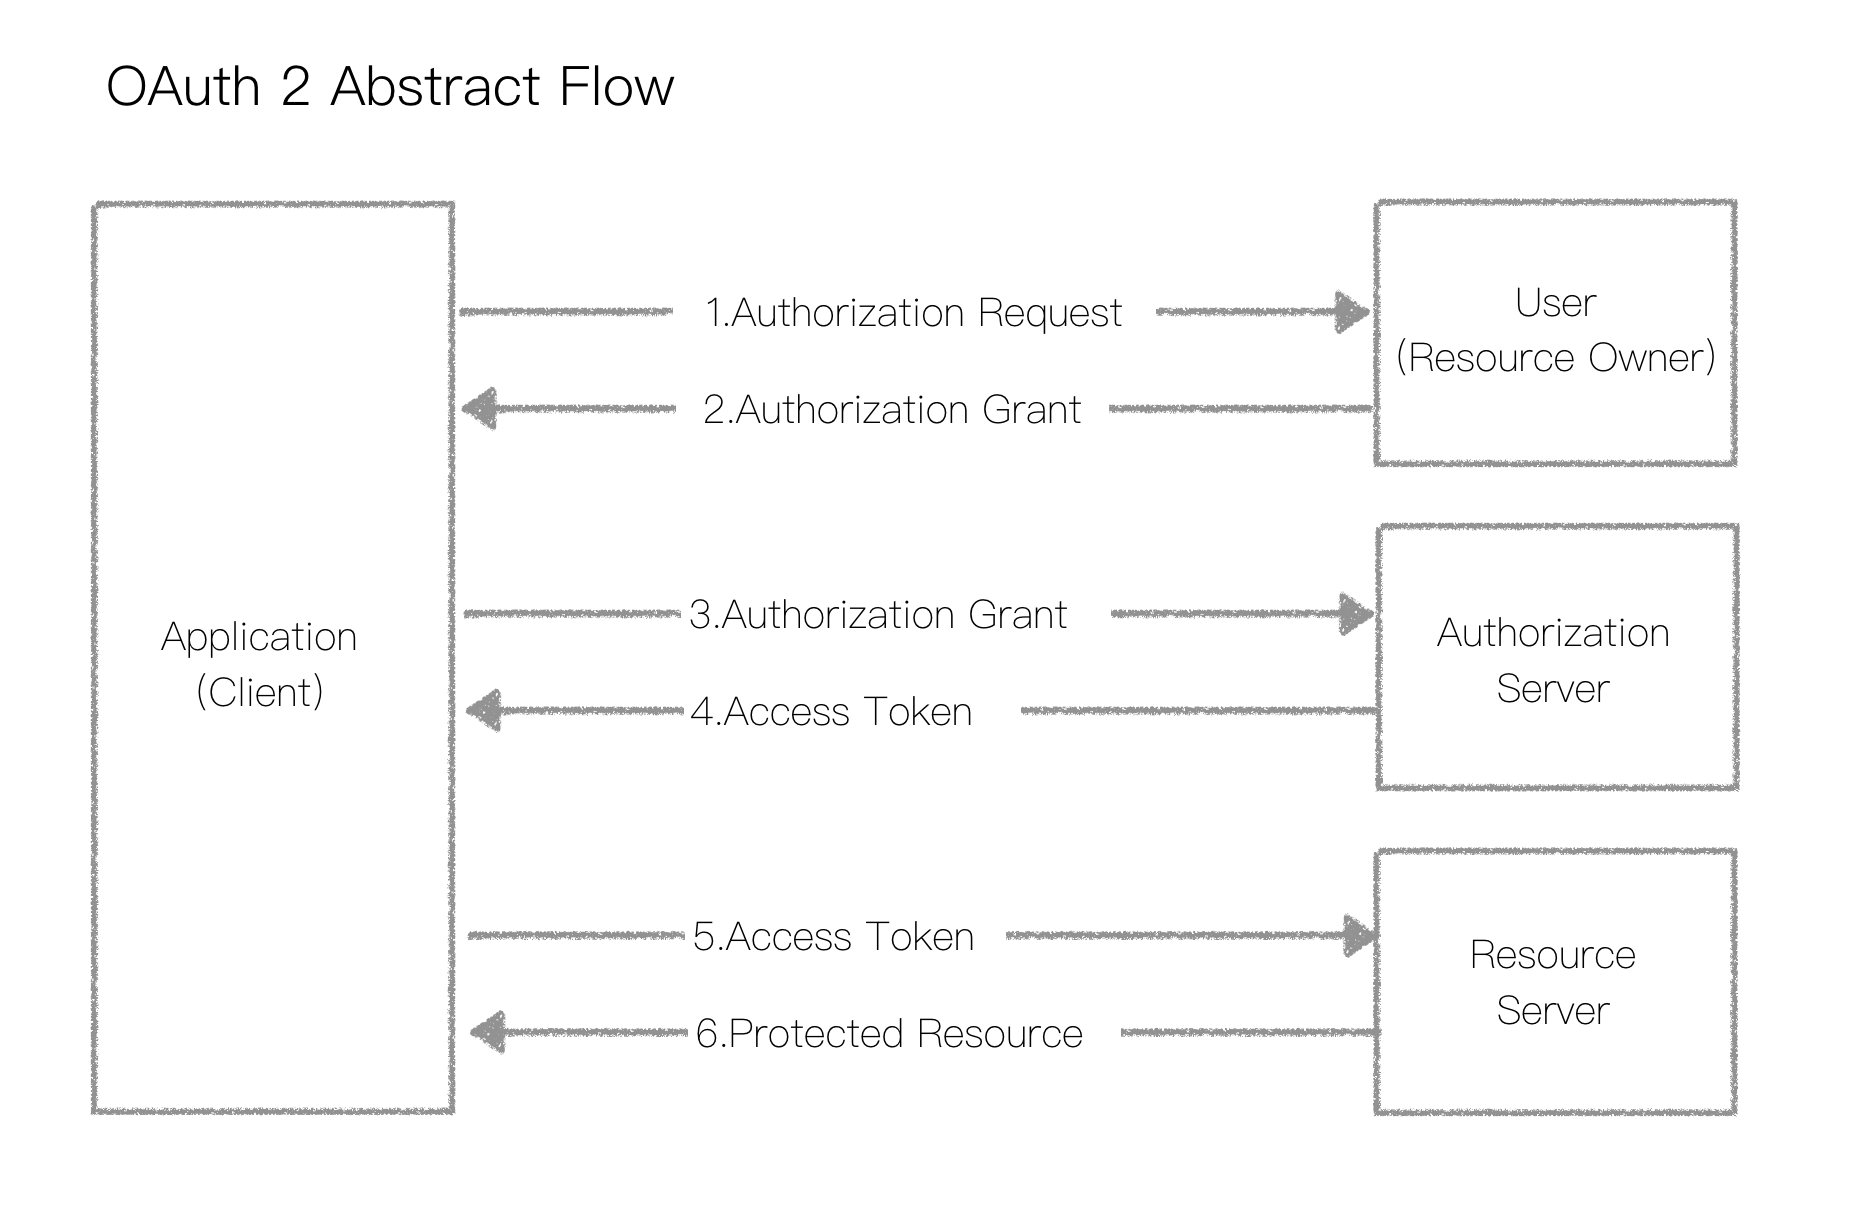 OAuth 2 Abstract Flow
Application
(Client)
1.Authorization Request
2.Authorization Grant
User
(Resource Owner)
3.Authorization Grant
4.Access Token
Authorization
Server
5.Access Token
6.Protected Resource
Resource
Server